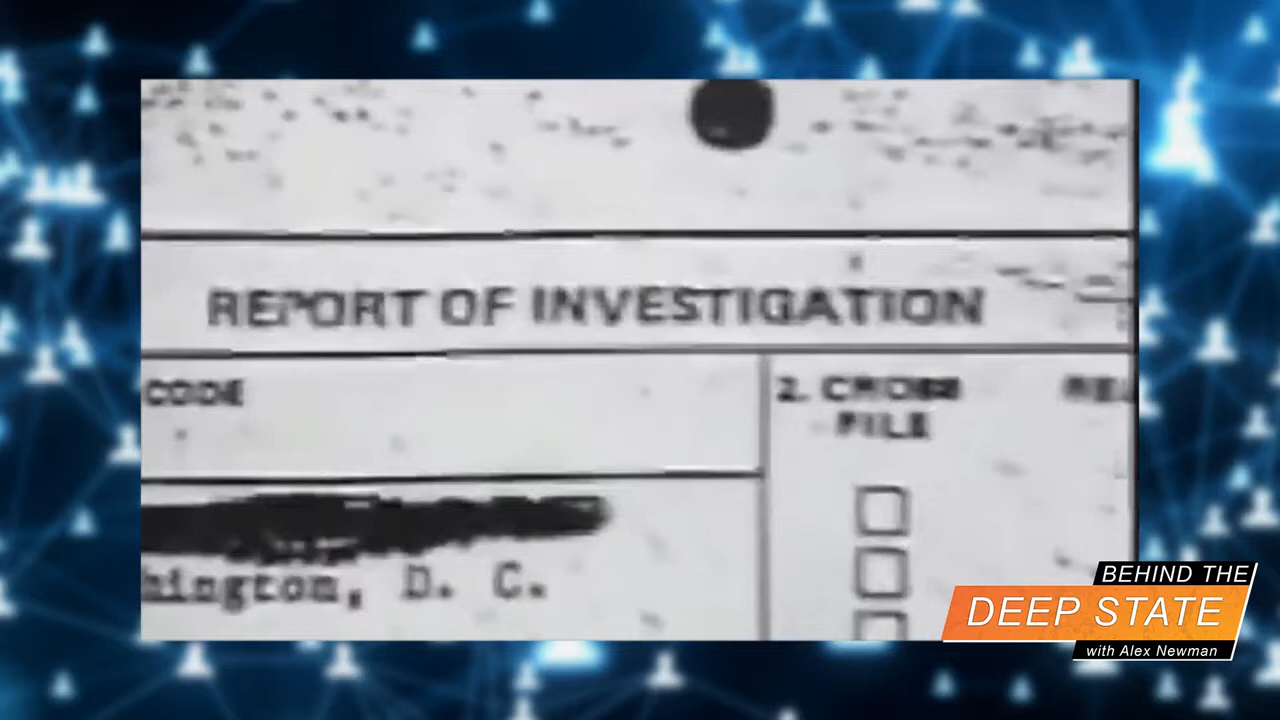 REPORT OF INVESTIGATION
CODE
2. CROSS
FILE
hington, D. C.
BEHIND THE
DEEP STATE
with Alex Newman